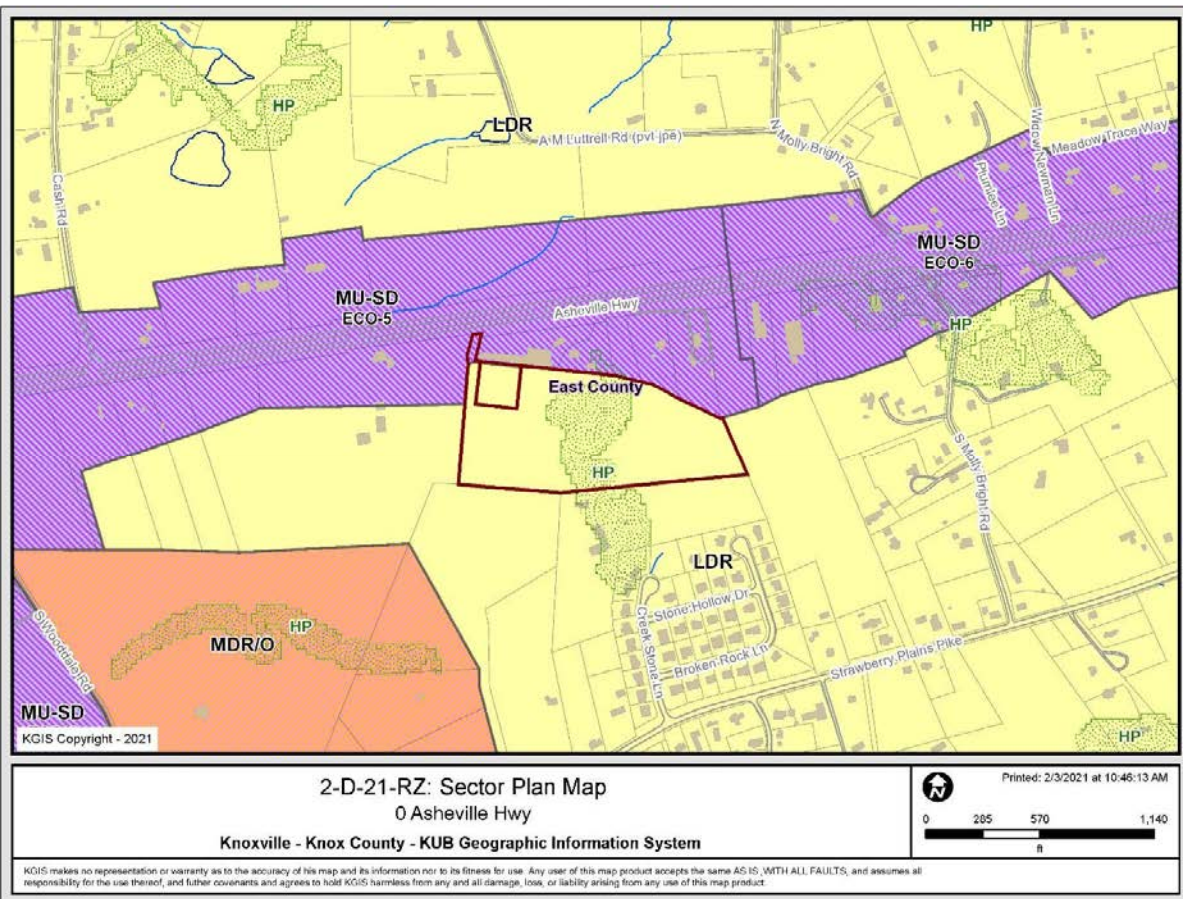 HP
HP
LDR
A M Luttrell Rd (pvt-jpe)
N Molly Bright Rd
Widow Newman Ln
Meadow Trace Way
Plumlee Ln
Cash Rd
MU-SD
ECO-6
MU-SD
ECO-5
Asheville Hwy
HP
East County
HP
S Molly Bright Rd
LDR
Stone Hollow Dr
Creek Stone Ln
Broken Rock Ln
Strawberry Plains Pike
HP
MDR/O
S Wooddale Rd
MU-SD
HP
KGIS Copyright - 2021
2-D-21-RZ: Sector Plan Map
0 Asheville Hwy
Knoxville - Knox County - KUB Geographic Information System
N
Printed: 2/3/2021 at 10:46:13 AM
0 285 570 1,140
ft
KGIS makes no representation or warranty as to the accuracy of his map and its information nor to its fitness for use. Any user of this map product accepts the same AS IS ,WITH ALL FAULTS, and assumes all
responsibility for the use thereof, and futher covenants and agrees to hold KGIS harmless from any and all damage, loss, or liability arising from any use of this map product.